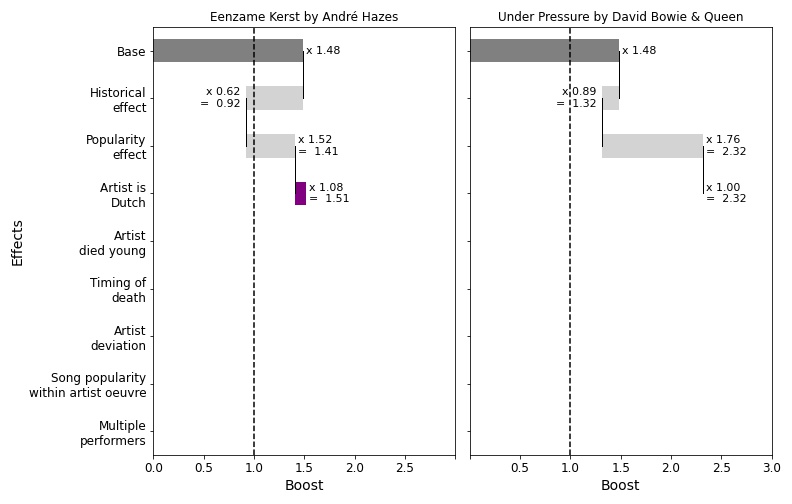 Eenzame Kerst by André Hazes
Under Pressure by David Bowie & Queen
Effects
Base
Historical
effect
Popularity
effect
Artist is
Dutch
Artist
died young
Timing of
death
Artist
deviation
Song popularity
within artist oeuvre
Multiple
performers
x 1.48
x 0.62
= 0.92
x 1.52
= 1.41
x 1.08
= 1.51
0.0 0.5 1.0 1.5 2.0 2.5
Boost
x 1.48
x 0.89
= 1.32
x 1.76
= 2.32
x 1.00
= 2.32
0.5 1.0 1.5 2.0 2.5 3.0
Boost